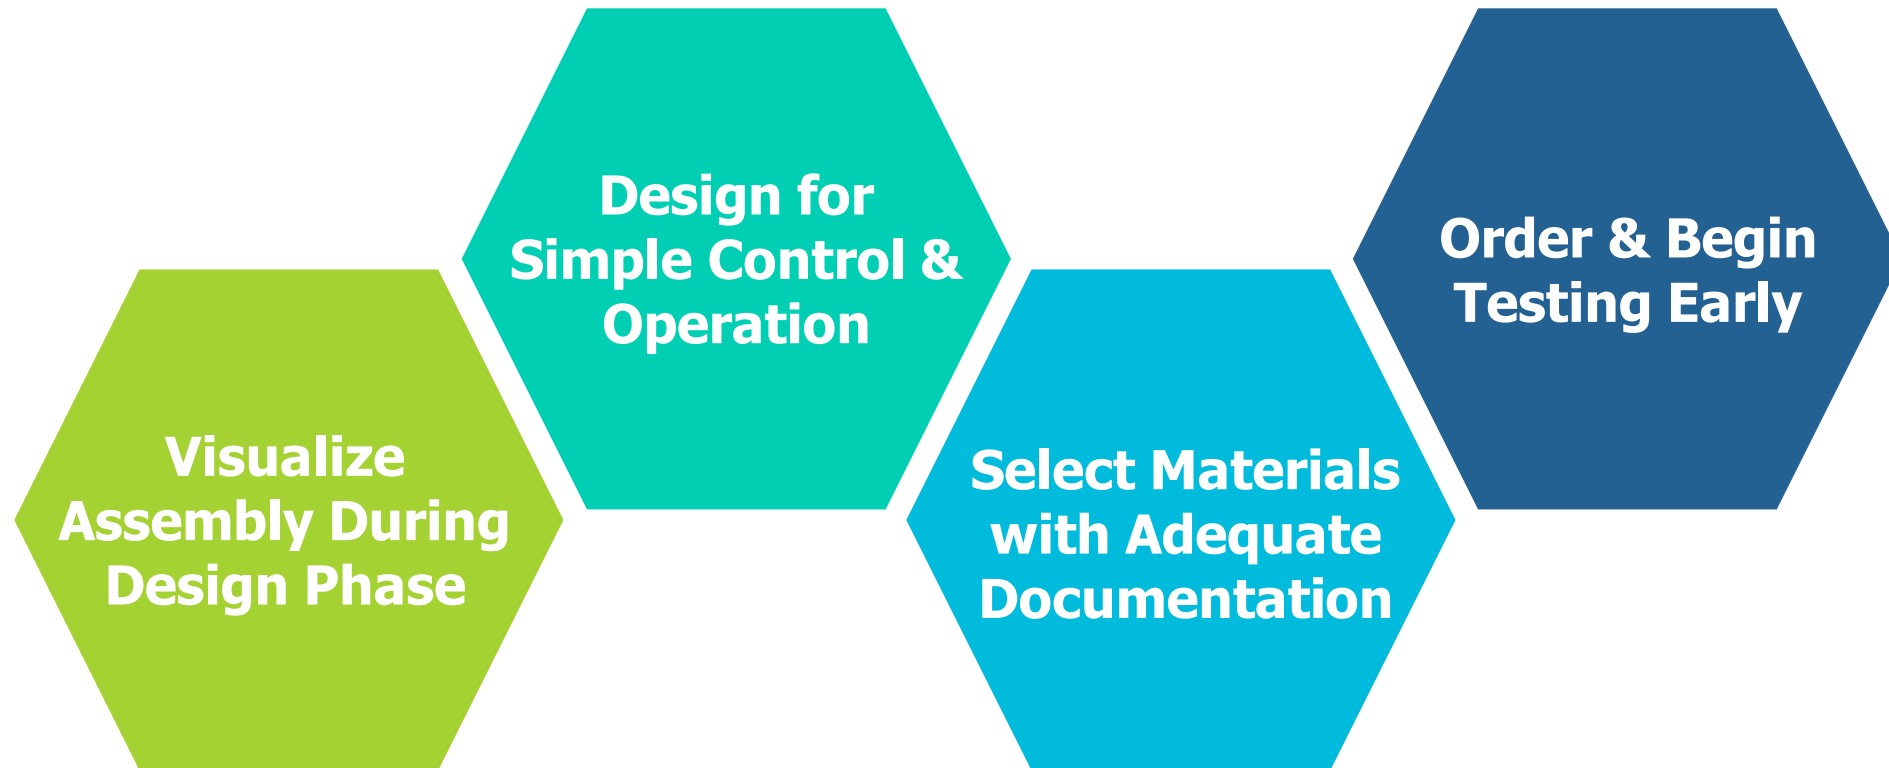 Visualize
Assembly During
Design Phase
Design for
Simple Control &
Operation
Select Materials
with Adequate
Documentation
Order & Begin
Testing Early